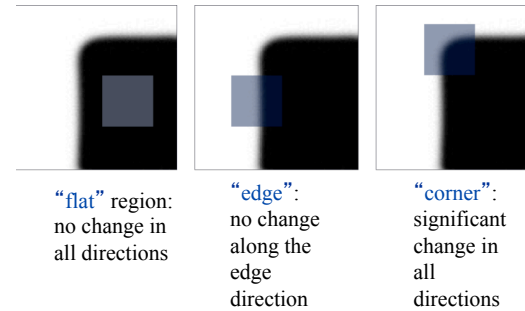 “flat” region:
no change in
all directions
“edge”:
no change
along the
edge
direction
“corner”:
significant
change in
all
directions